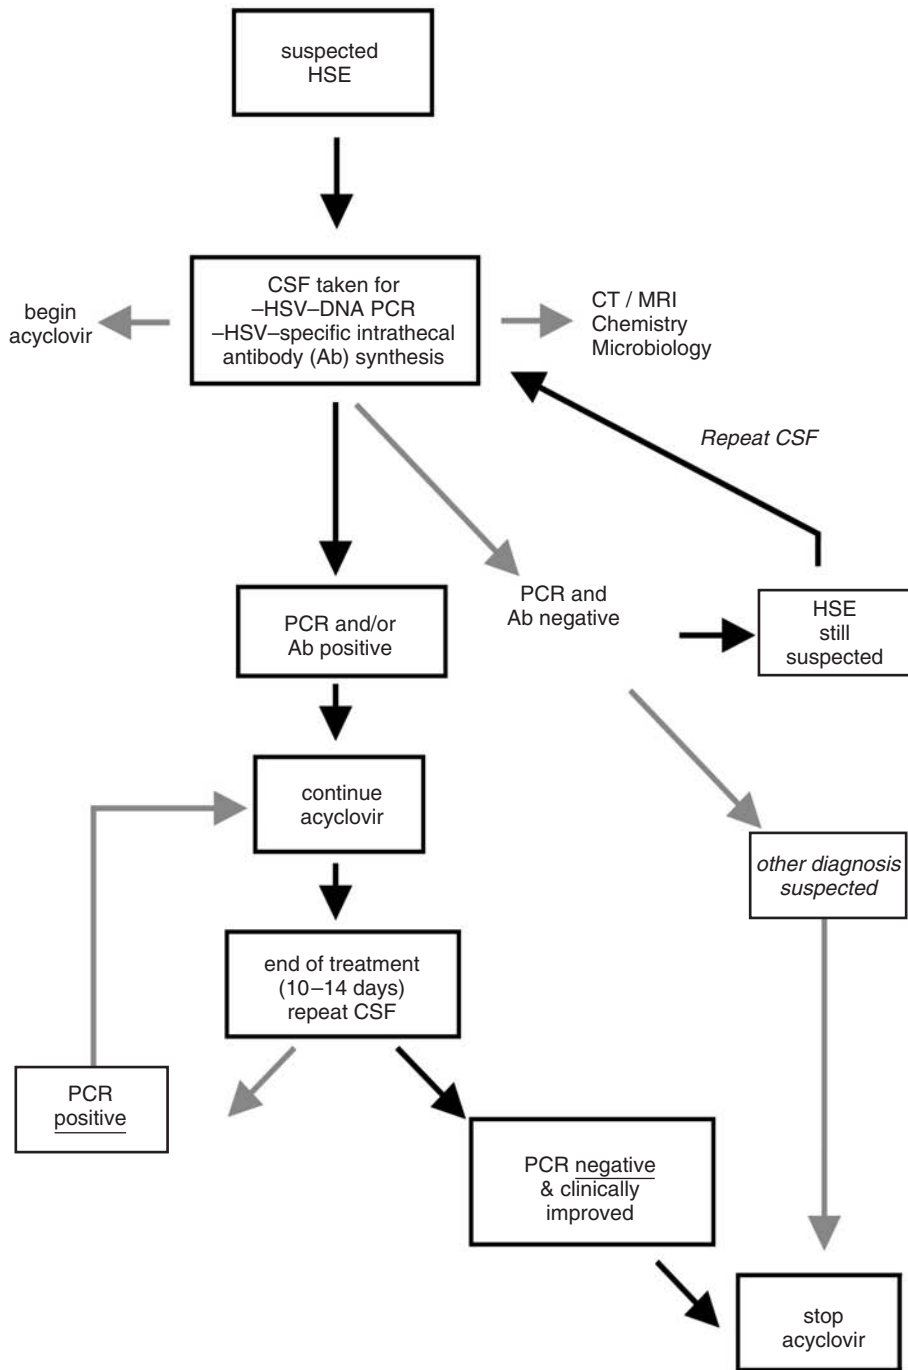 suspected
HSE
CSF taken for
–HSV–DNA PCR
–HSV–specific intrathecal
antibody (Ab) synthesis
begin
acyclovir
CT / MRI
Chemistry
Microbiology
Repeat CSF
PCR and/or
Ab positive
PCR and
Ab negative
HSE
still
suspected
continue
acyclovir
other diagnosis
suspected
end of treatment
(10–14 days)
repeat CSF
PCR
positive
PCR negative
& clinically
improved
stop
acyclovir